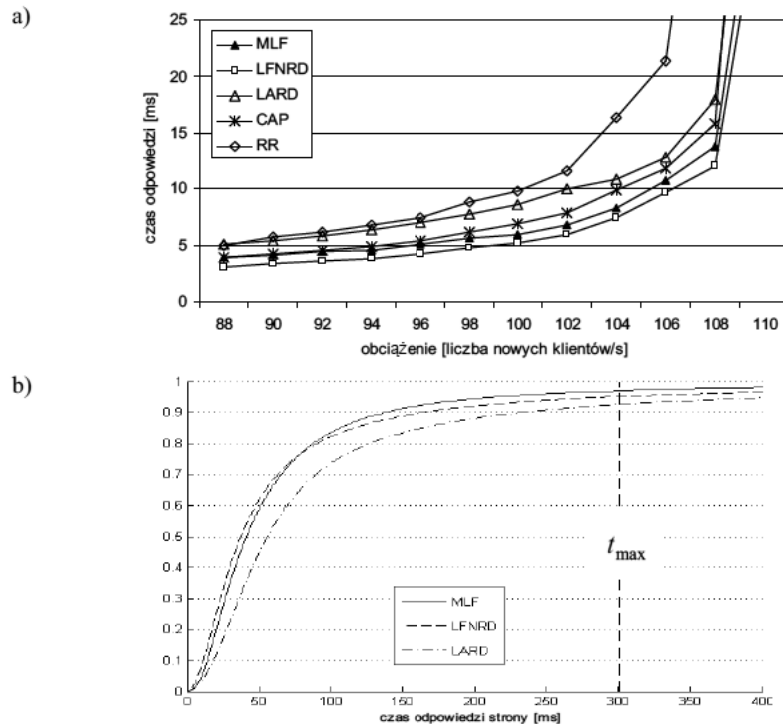 a)
25
20
15
10
5
0
czas odpowiedzi [ms]
MLF
LFNRD
LARD
CAP
RR
88 90 92 94 96 98 100 102 104 106 108 110
obciążenie [liczba nowych klientów/s]
b)
1
0.9
0.8
0.7
0.6
0.5
0.4
0.3
0.2
0.1
0
t max
MLF
LFNRD
LARD
0 50 100 150 200 250 300 350 400
czas odpowiedzi strony [ms]